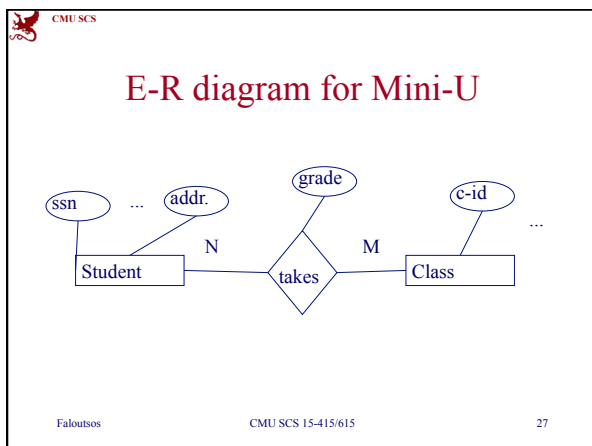 CMU SCS
E-R diagram for Mini-U
grade
c-id
ssn
...
addr.
...
N
M
Student
takes
Class
Faloutsos
CMU SCS 15-415/615
27